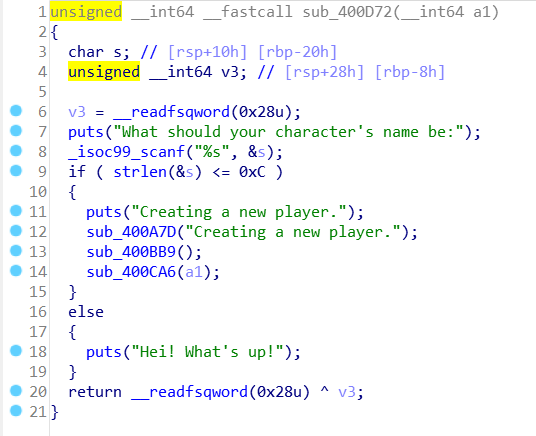 1 unsigned __int64 __fastcall sub_400D72(__int64 a1)
2 {
3 char s; // [rsp+10h] [rbp-20h]
4 unsigned __int64 v3; // [rsp+28h] [rbp-8h]
5
6 v3 = __readfsqword(0x28u);
7 puts("What should your character's name be:");
8 _isoc99_scanf("%s", &s);
9 if ( strlen(&s) <= 0xC )
10 {
11 puts("Creating a new player.");
12 sub_400A7D("Creating a new player.");
13 sub_400BB9();
14 sub_400CA6(a1);
15 }
16 else
17 {
18 puts("Hei! What's up!");
19 }
20 return __readfsqword(0x28u) ^ v3;
21 }